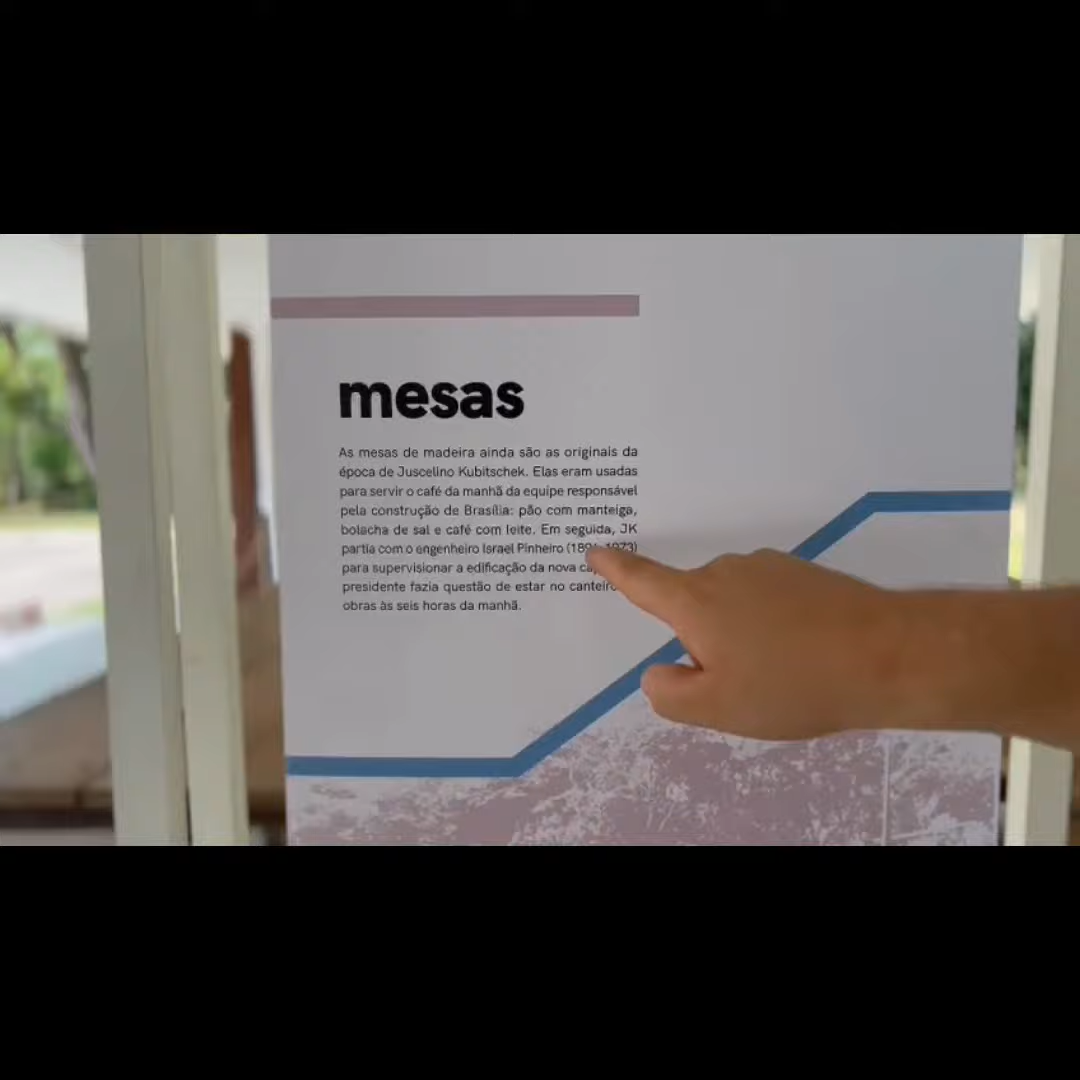 mesas
As mesas de madeira ainda são as originais da
época de Juscelino Kubitschek. Elas eram usadas
para servir o café da manhã da equipe responsável
pela construção de Brasília: pão com manteiga,
bolacha de sal e café com leite. Em seguida, JK
partia com o engenheiro Israel Pinheiro
para supervisionar a edificação da nova
presidente fazia questão de estar no canteiro
obras às seis horas da manhã.